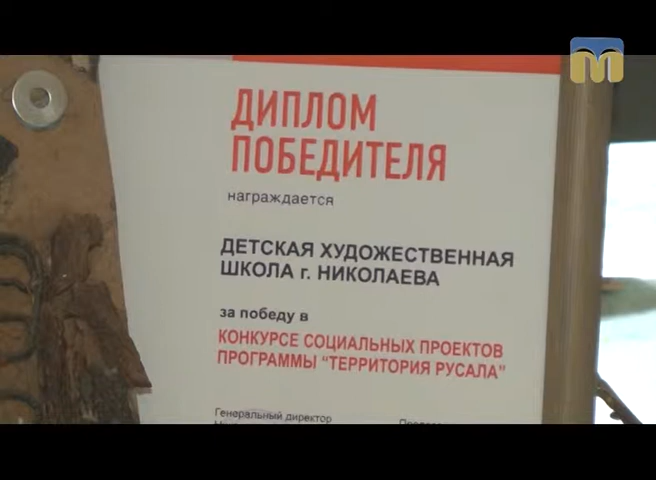 ДИПЛОМ
ПОБЕДИТЕЛЯ
награждается
ДЕТСКАЯ ХУДОЖЕСТВЕННАЯ
ШКОЛА г. НИКОЛАЕВА
за победу в
КОНКУРСЕ СОЦИАЛЬНЫХ ПРОЕКТОВ
ПРОГРАММЫ "ТЕРРИТОРИЯ РУСАЛА"
Генеральный директор